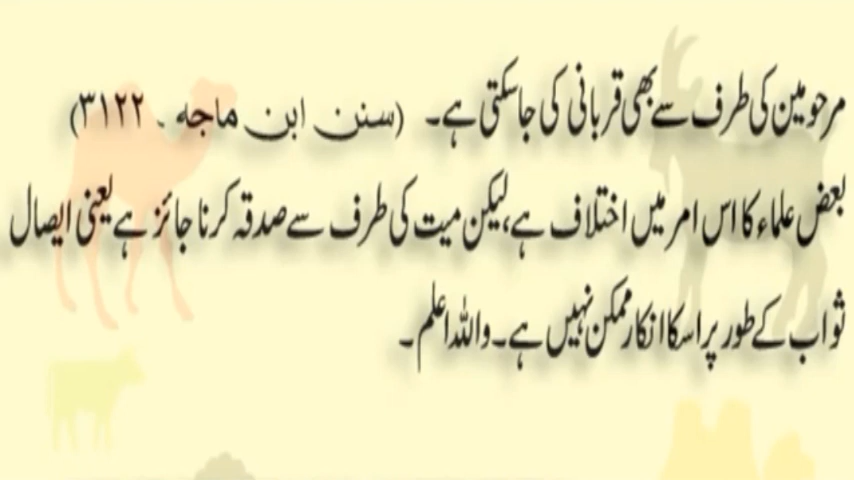 مرحومین کی طرف سے بھی قربانی کی جاسکتی ہے۔ (سنن ابن ماجه ۔ ۳۱۲۲)
بعض علماء کا اس امر میں اختلاف ہے، لیکن میت کی طرف سے صدقہ کرنا جائز ہے یعنی ایصال
ثواب کے طور پر اسکا انکار ممکن نہیں ہے۔ واللہ اعلم۔